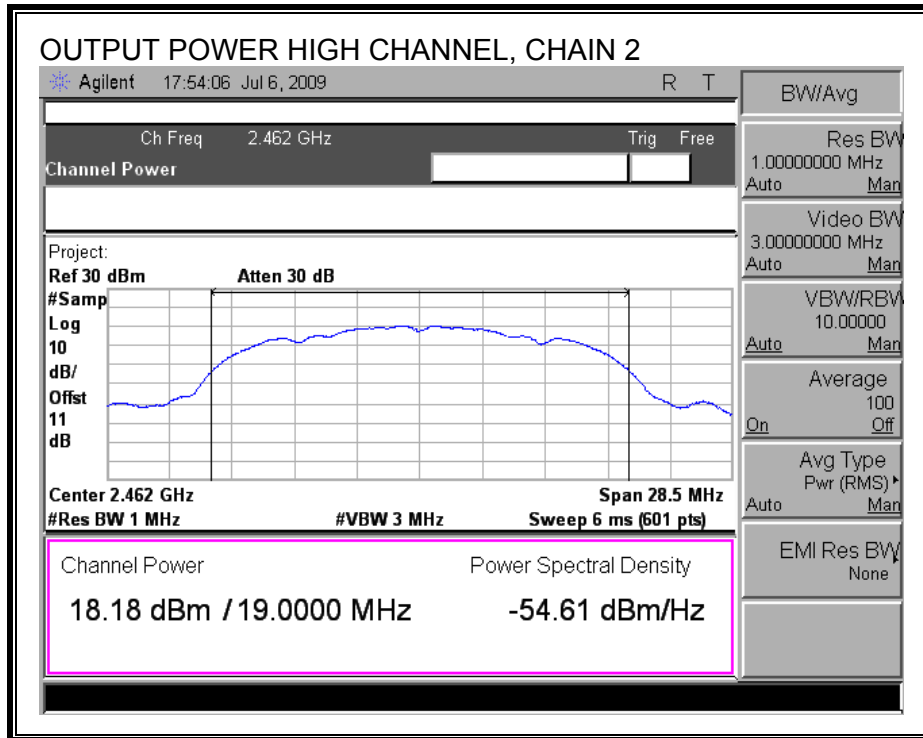 OUTPUT POWER HIGH CHANNEL, CHAIN 2
Agilent 17:54:06 Jul 6, 2009 R T
Ch Freq 2.462 GHz Trig Free
Channel Power
Project:
Ref 30 dBm Atten 30 dB
#Samp
Log
10
dB/
Offst
11
dB
Center 2.462 GHz Span 28.5 MHz
#Res BW 1 MHz #VBW 3 MHz Sweep 6 ms (601 pts)
Channel Power Power Spectral Density
18.18 dBm / 19.0000 MHz -54.61 dBm/Hz
BW/Avg
Res BW
1.00000000 MHz
Auto Man
Video BW
3.00000000 MHz
Auto Man
VBW/RBW
10.00000
Auto Man
Average
100
On Off
Avg Type
Pwr (RMS)
Auto Man
EMI Res BW
None